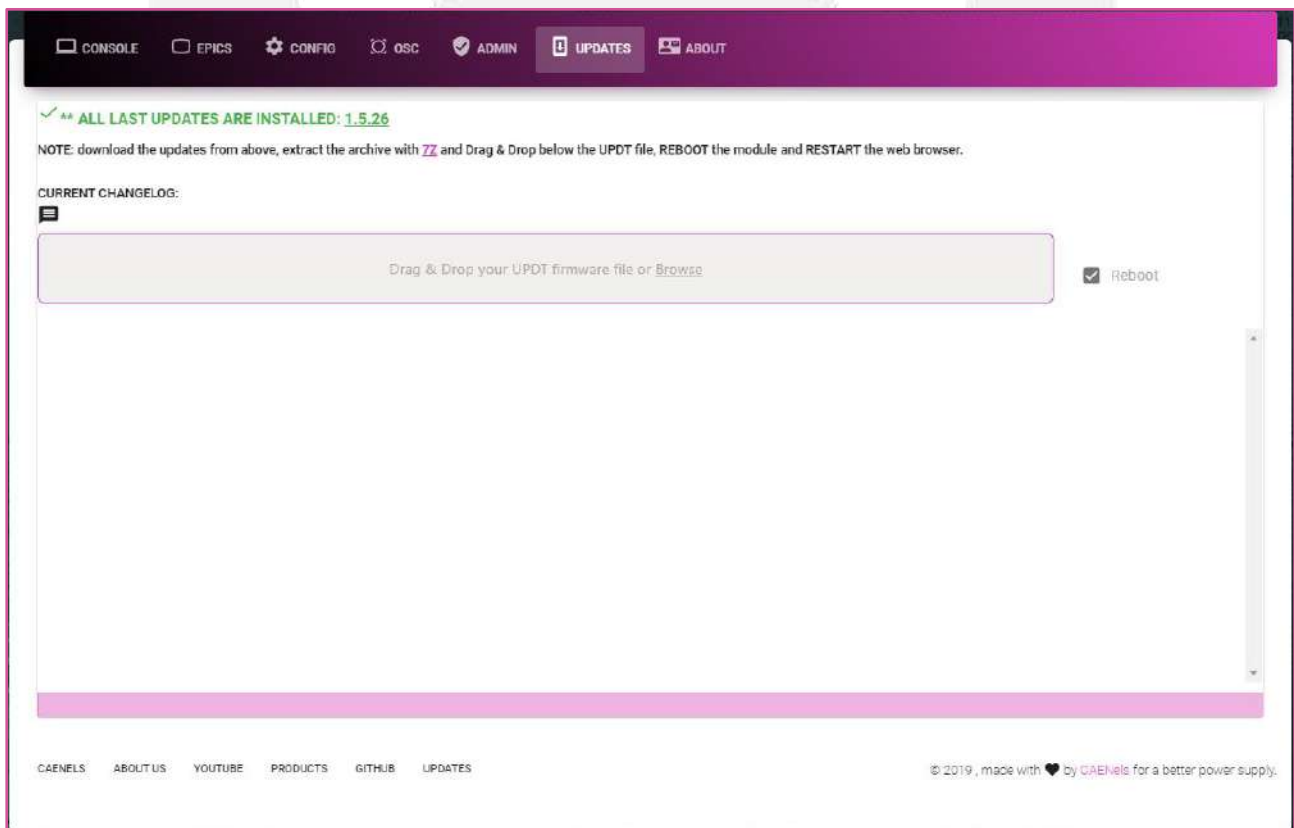 CONSOLE EPICS CONFIG OSC ADMIN UPDATES ABOUT
^^ ALL LAST UPDATES ARE INSTALLED: 1.5.26
NOTE: download the updates from above, extract the archive with 7Z and Drag & Drop below the UPDT file, REBOOT the module and RESTART the web browser.
CURRENT CHANGELOG:
Drag & Drop your UPDT firmware file or Browse
Reboot
CAENELS ABOUT US YOUTUBE PRODUCTS GITHUB UPDATES
© 2019 , made with ♥ by CAENels for a better power supply.